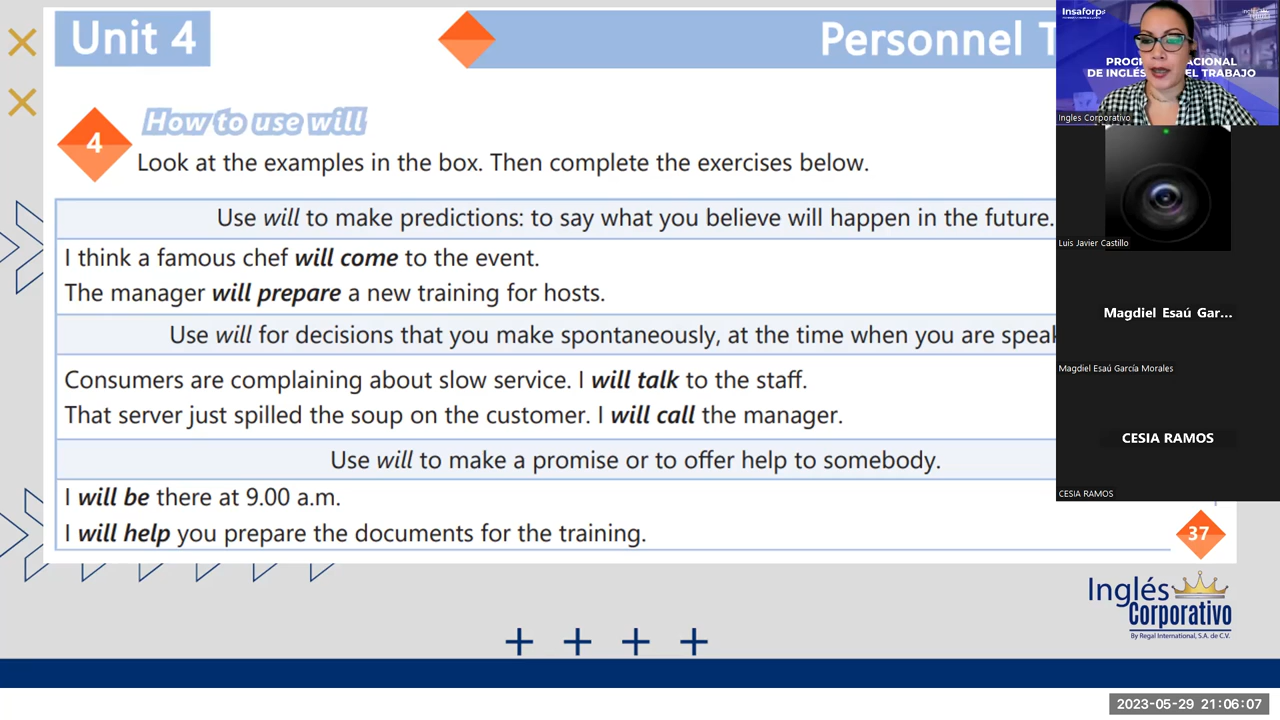 Unit 4
Personnel T
4
How to use will
Look at the examples in the box. Then complete the exercises below.
Use will to make predictions: to say what you believe will happen in the future.
I think a famous chef will come to the event.
The manager will prepare a new training for hosts.
Use will for decisions that you make spontaneously, at the time when you are speak
Consumers are complaining about slow service. I will talk to the staff.
That server just spilled the soup on the customer. I will call the manager.
Use will to make a promise or to offer help to somebody.
I will be there at 9.00 a.m.
I will help you prepare the documents for the training.
37
Inglés
Corporativo
By Regal International, S.A. de C.V.
Insaforp
PROG ACIONAL
DE INGLÉS EL TRABAJO
Ingles Corporativo
Luis Javier Castillo
Magdiel Esaú Gar...
Magdiel Esaú García Morales
CESIA RAMOS
CESIA RAMOS
2023-05-29 21:06:07